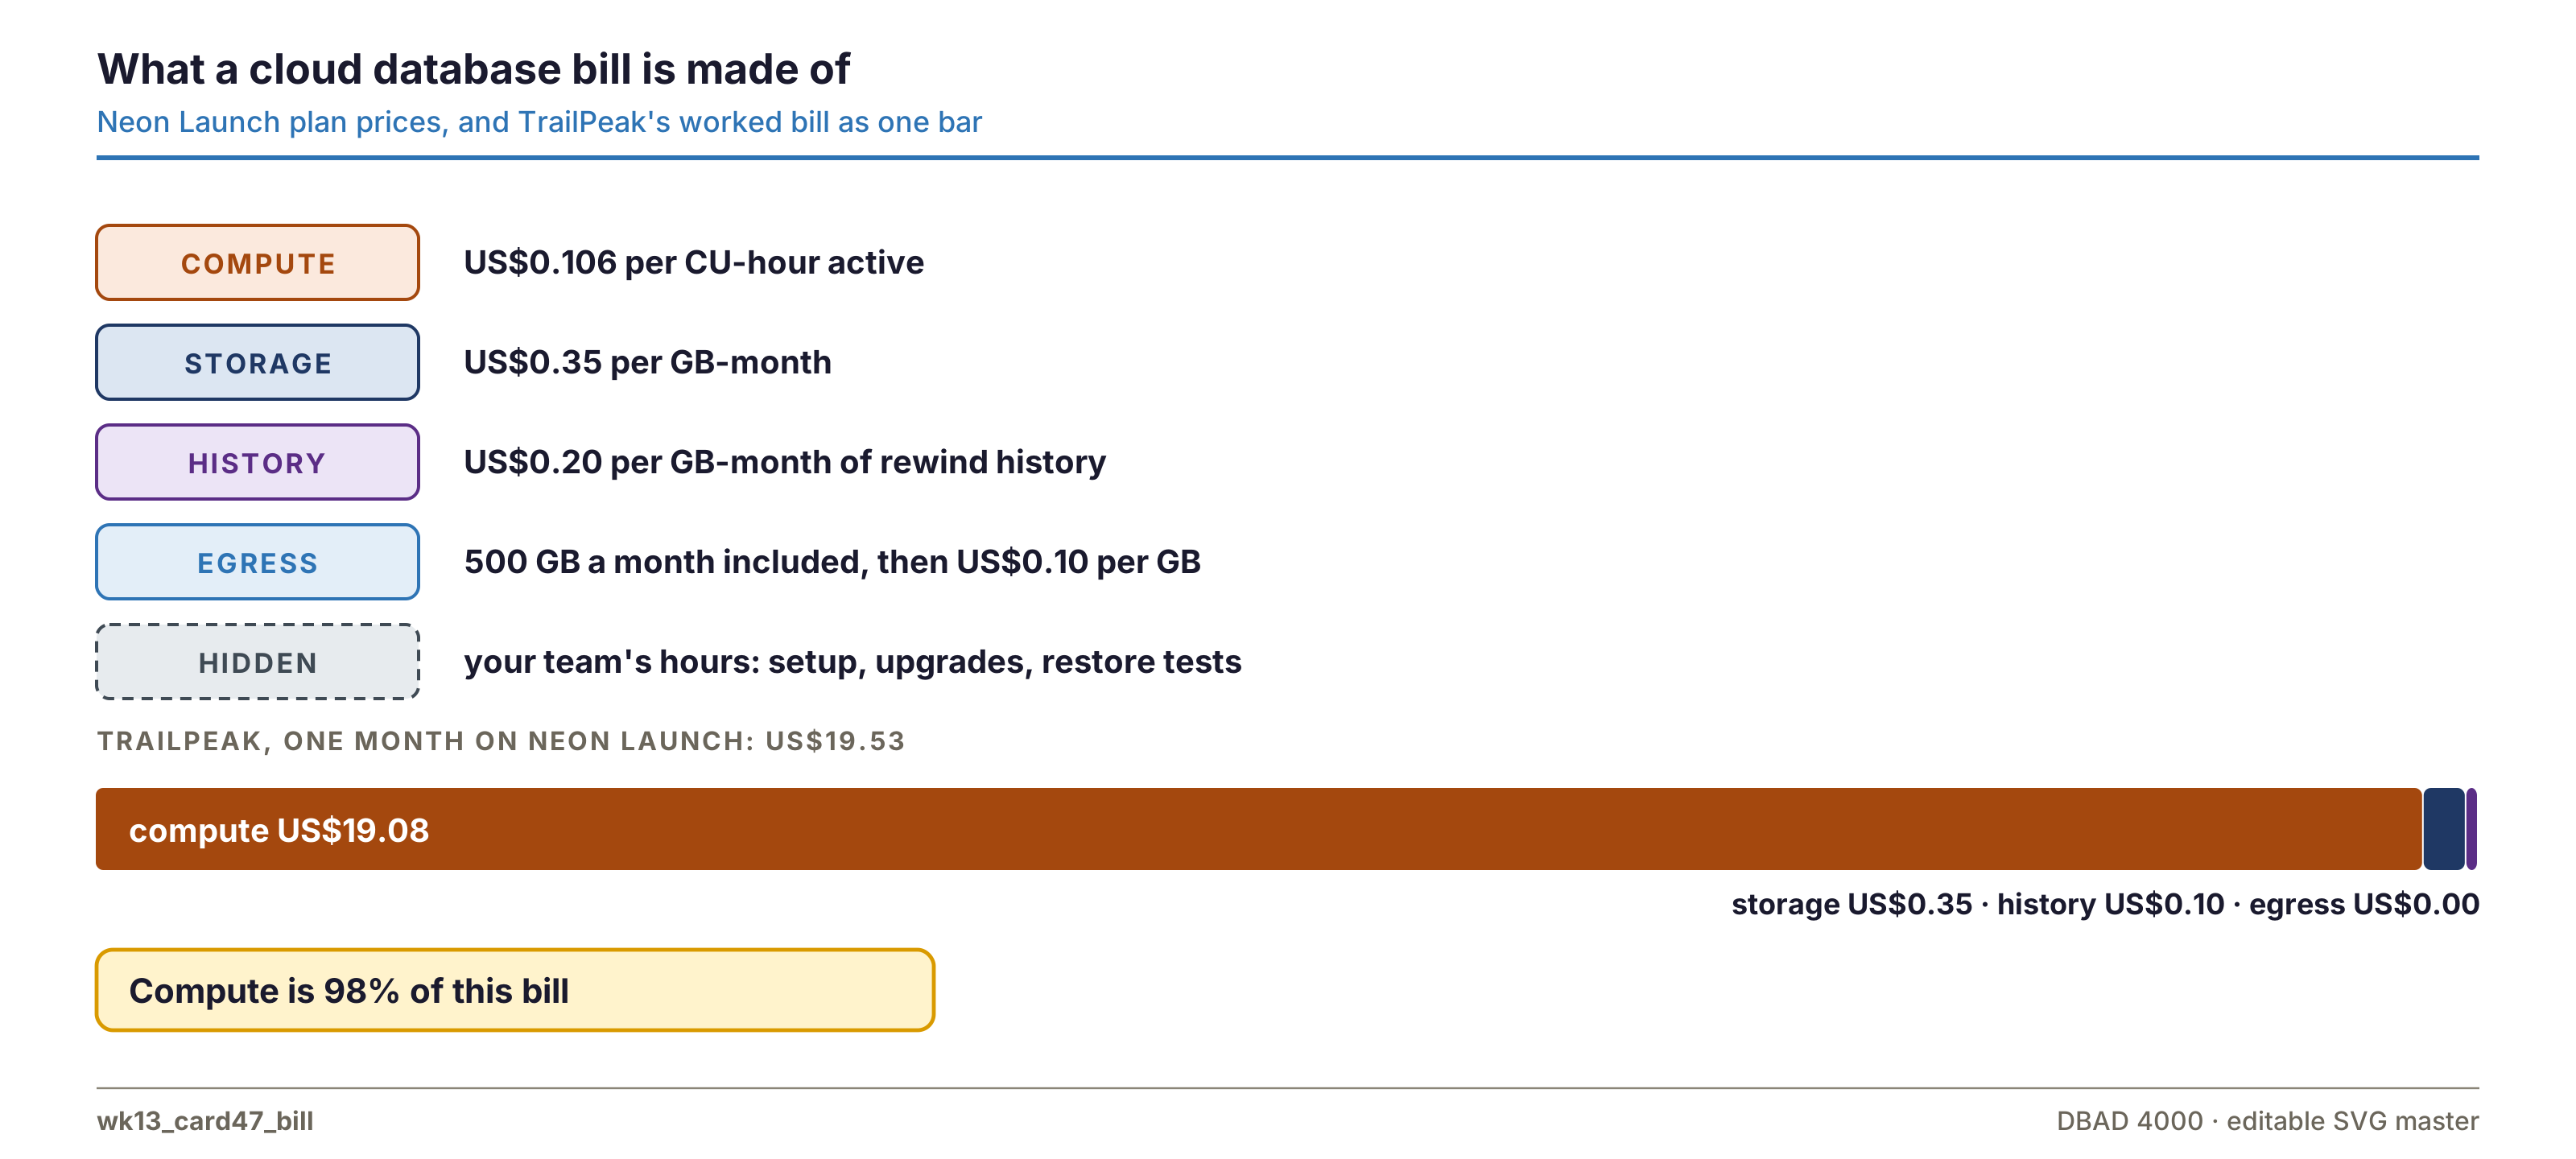 What a cloud database bill is made of
Neon Launch plan prices, and TrailPeak's worked bill as one bar
COMPUTE US$0.106 per CU-hour active
STORAGE US$0.35 per GB-month
HISTORY US$0.20 per GB-month of rewind history
EGRESS 500 GB a month included, then US$0.10 per GB
HIDDEN your team's hours: setup, upgrades, restore tests
TRAILPEAK, ONE MONTH ON NEON LAUNCH: US$19.53
compute US$19.08
storage US$0.35 · history US$0.10 · egress US$0.00
Compute is 98% of this bill
wk13_card47_bill DBAD 4000 · editable SVG master